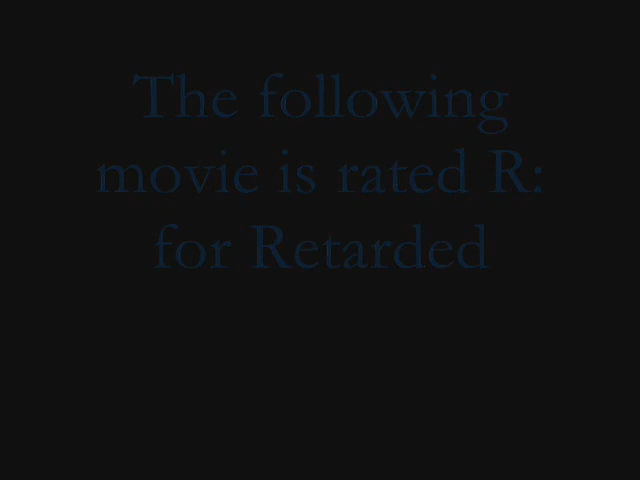 The following
movie is rated R:
for Retarded